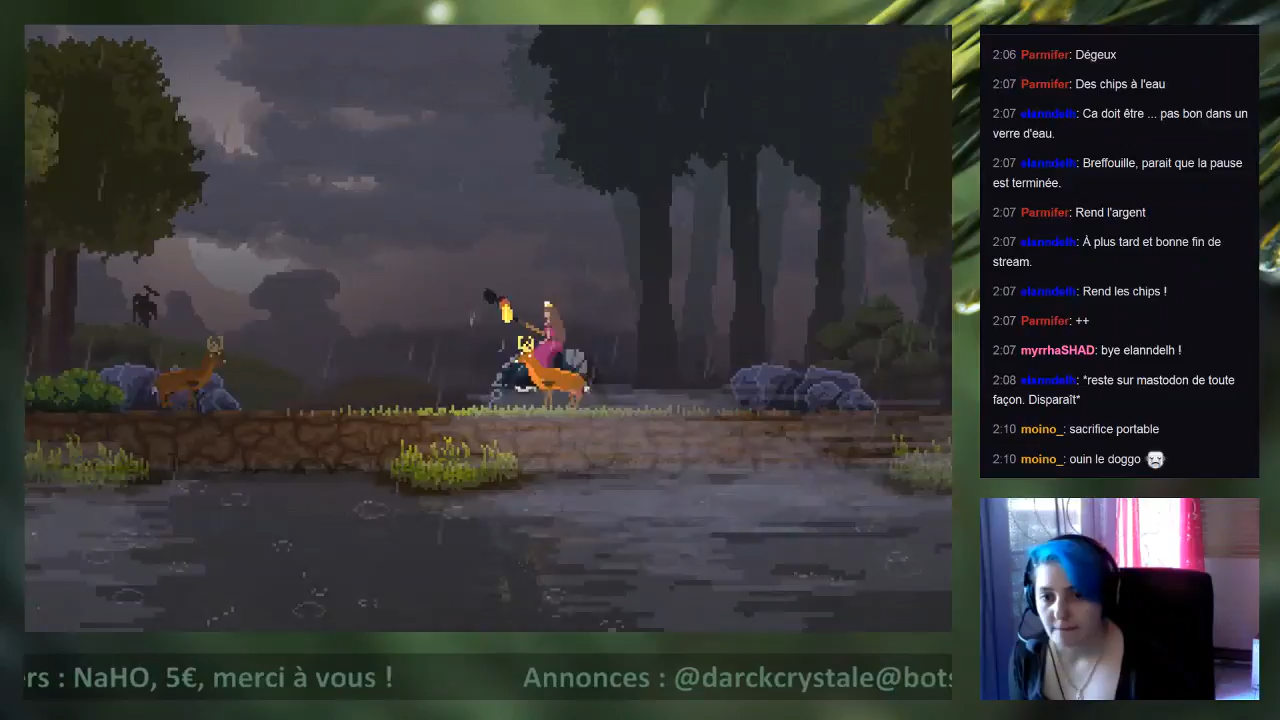 2:06 Parmifer: Dégeux
2:07 Parmifer: Des chips à l'eau
2:07 elanndelh: Ca doit être ... pas bon dans un
verre d'eau.
2:07 elanndelh: Breffouille, parait que la pause
est terminée.
2:07 Parmifer: Rend l'argent
2:07 elanndelh: À plus tard et bonne fin de
stream.
2:07 elanndelh: Rend les chips !
2:07 Parmifer: ++
2:07 myrrhaSHAD: bye elanndelh !
2:08 elanndelh: *reste sur mastodon de toute
façon. Disparaît*
2:10 moino_: sacrifice portable
2:10 moino_: ouin le doggo
rs : NaHO, 5€, merci à vous ! Annonces : @darckcrystale@bots